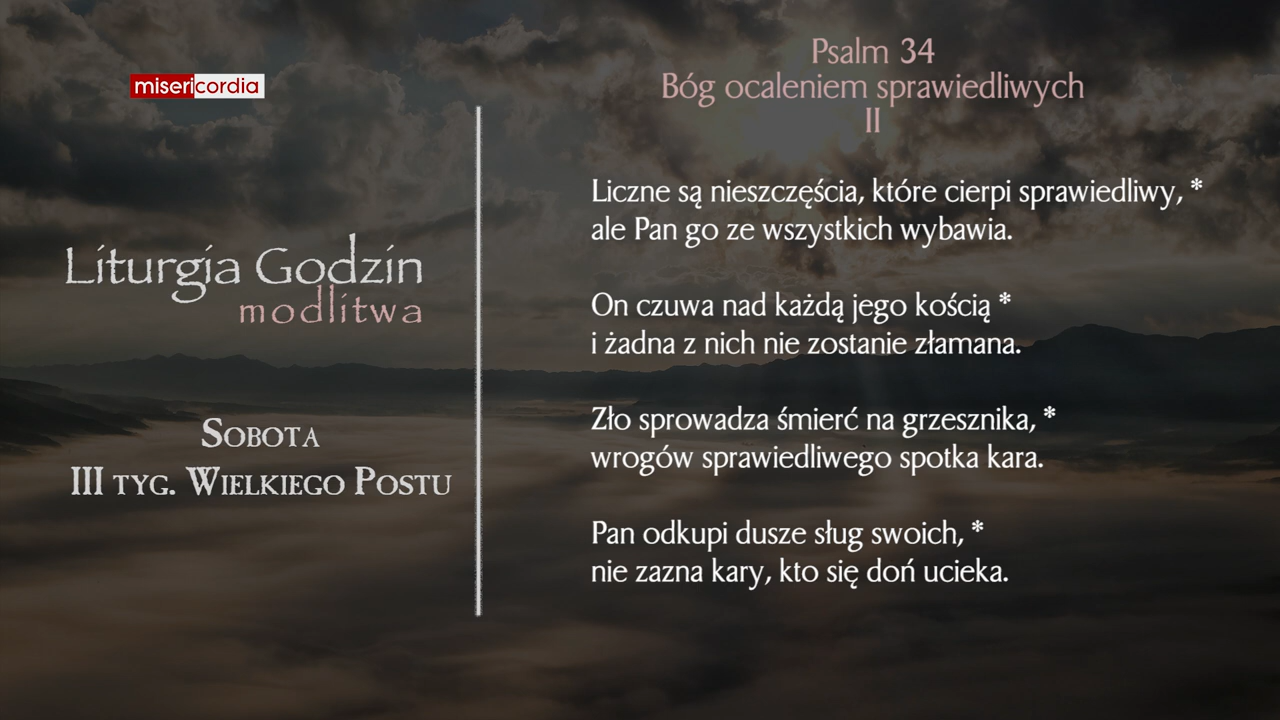 misericordia
Liturgia Godzin
modlitwa
Sobota
III tyg. Wielkiego Postu
Psalm 34
Bóg ocaleniem sprawiedliwych
II
Liczne są nieszczęścia, które cierpi sprawiedliwy, *
ale Pan go ze wszystkich wybawia.
On czuwa nad każdą jego kością *
i żadna z nich nie zostanie złamana.
Zło sprowadza śmierć na grzesznika, *
wrogów sprawiedliwego spotka kara.
Pan odkupi dusze sług swoich, *
nie zazna kary, kto się doń ucieka.